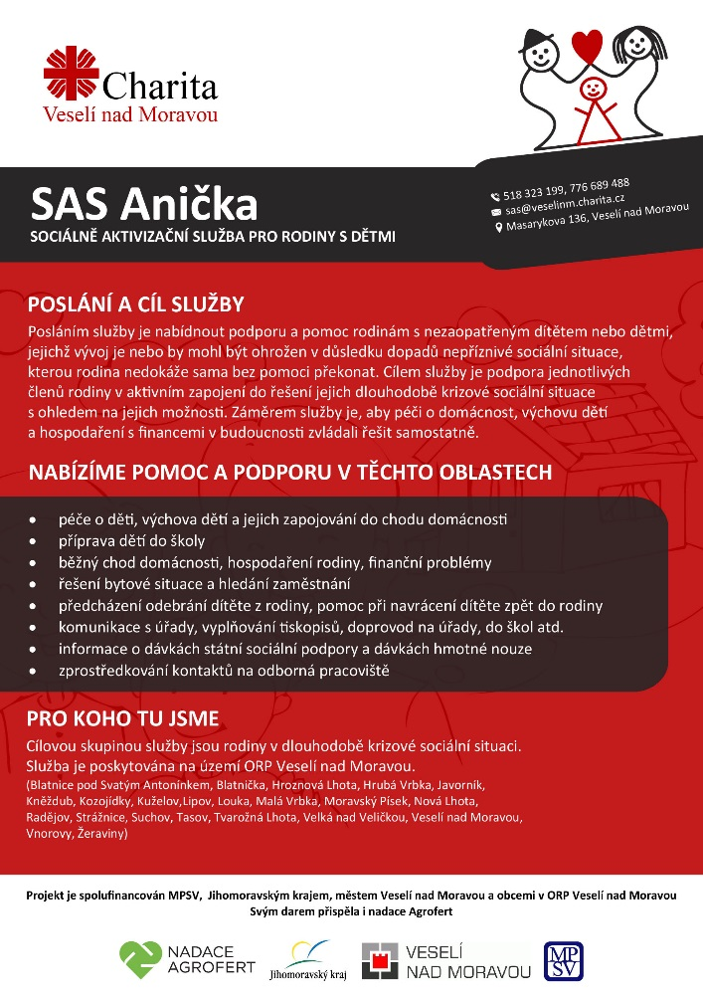 Charita
Veselí nad Moravou
SAS Anička
SOCIÁLNĚ AKTIVIZAČNÍ SLUŽBA PRO RODINY S DĚTMI
518 323 199, 776 689 488
sas@veselinm.charita.cz
Masarykova 136, Veselí nad Moravou
POSLÁNÍ A CÍL SLUŽBY
Posláním služby je nabídnout podporu a pomoc rodinám s nezaopatřeným dítětem nebo dětmi,
jejichž vývoj je nebo by mohl být ohrožen v důsledku dopadů nepříznivé sociální situace,
kterou rodina nedokáže sama bez pomoci překonat. Cílem služby je podpora jednotlivých
členů rodiny v aktivním zapojení do řešení jejich dlouhodobě krizové sociální situace
s ohledem na jejich možnosti. Záměrem služby je, aby péči o domácnost, výchovu dětí
a hospodaření s financemi v budoucnosti zvládali řešit samostatně.
NABÍZÍME POMOC A PODPORU V TĚCHTO OBLASTECH
• péče o děti, výchova dětí a jejich zapojování do chodu domácnosti
• příprava dětí do školy
• běžný chod domácnosti, hospodaření rodiny, finanční problémy
• řešení bytové situace a hledání zaměstnání
• předcházení odebrání dítěte z rodiny, pomoc při navrácení dítěte zpět do rodiny
• komunikace s úřady, vyplňování tiskopisů, doprovod na úřady, do škol atd.
• informace o dávkách státní sociální podpory a dávkách hmotné nouze
• zprostředkování kontaktů na odborná pracoviště
PRO KOHO TU JSME
Cílovou skupinou služby jsou rodiny v dlouhodobě krizové sociální situaci.
Služba je poskytována na území ORP Veselí nad Moravou.
(Blatnice pod Svatým Antonínkem, Blatnička, Hroznová Lhota, Hrubá Vrbka, Javorník,
Kněždub, Kozojídky, Kuželov,Lipov, Louka, Malá Vrbka, Moravský Písek, Nová Lhota,
Radějov, Strážnice, Suchov, Tasov, Tvarožná Lhota, Velká nad Veličkou, Veselí nad Moravou,
Vnorovy, Žeraviny)
Projekt je spolufinancován MPSV, Jihomoravským krajem, městem Veselí nad Moravou a obcemi v ORP Veselí nad Moravou
Svým darem přispěla i nadace Agrofert
NADACE
AGROFERT
Jihomoravský kraj
VESELÍ
NAD MORAVOU
MP
SV